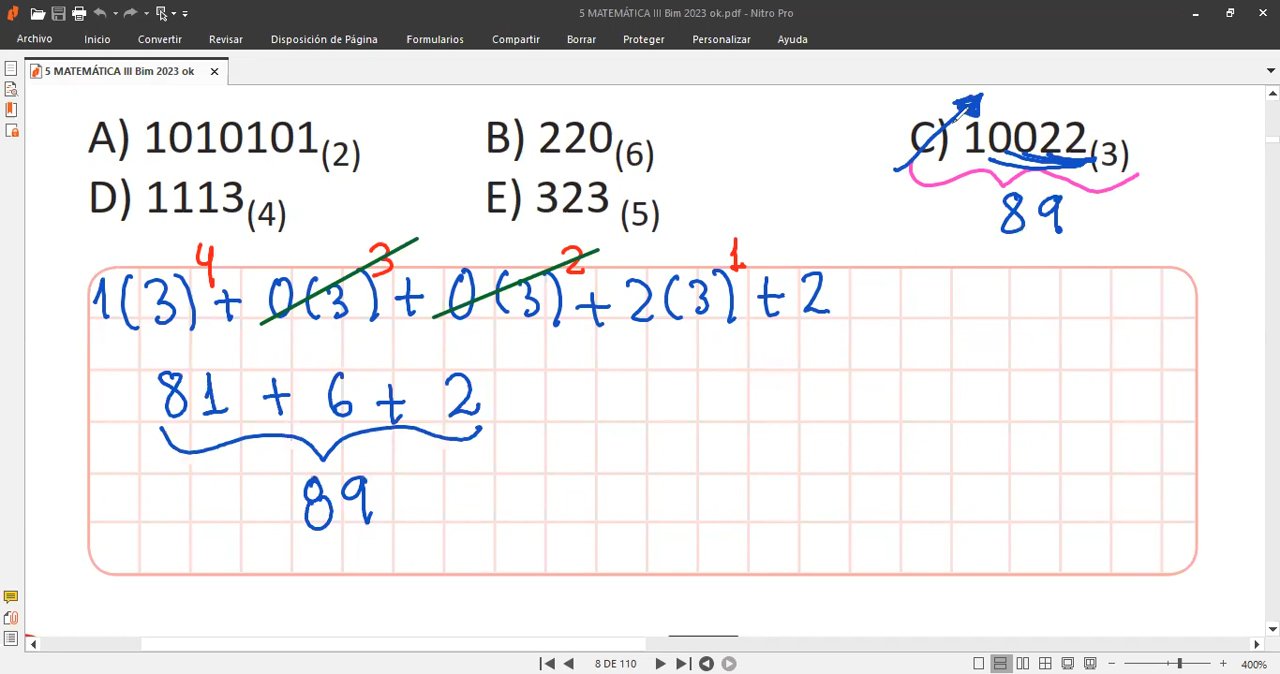 5 MATEMÁTICA III Bim 2023 ok.pdf - Nitro Pro
Archivo Inicio Convertir Revisar Disposición de Página Formularios Compartir Borrar Proteger Personalizar Ayuda
5 MATEMÁTICA III Bim 2023 ok
A) 1010101(2) B) 220(6) C) 10022(3)
D) 1113(4) E) 323 (5)
89
1(3)⁴ + 0(3)³ + 0(3)² + 2(3)¹ + 2
81 + 6 + 2
89
8 DE 110
400%